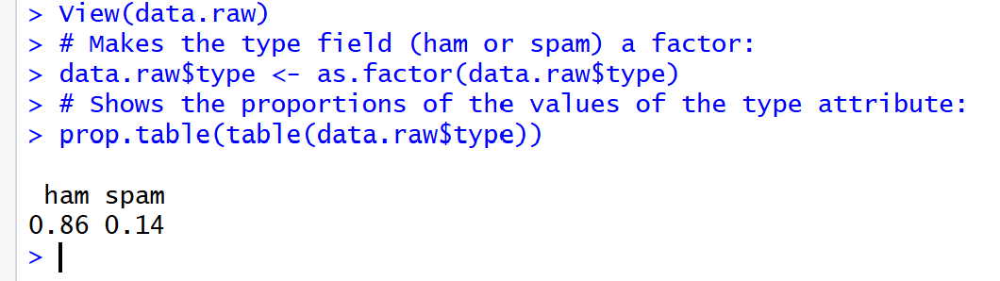 > View(data.raw)
> # Makes the type field (ham or spam) a factor:
> data.raw$type <- as.factor(data.raw$type)
> # Shows the proportions of the values of the type attribute:
> prop.table(table(data.raw$type))
ham spam
0.86 0.14
>